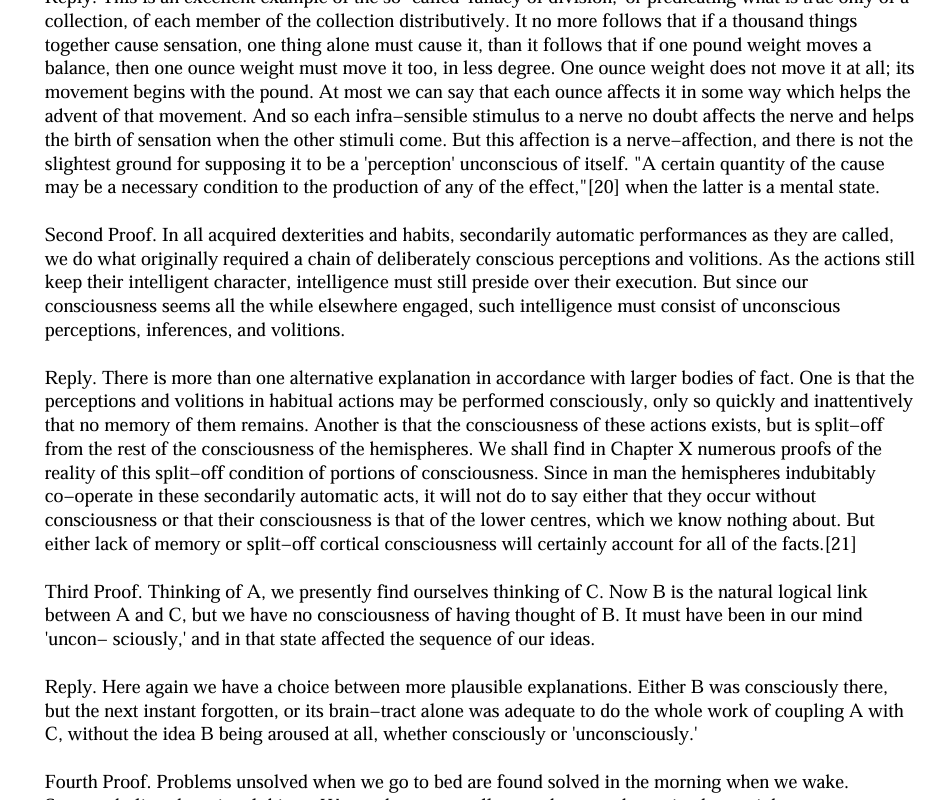 Reply. This is an excellent example of the so−called 'fallacy of division,' or predicating what is true only of a
collection, of each member of the collection distributively. It no more follows that if a thousand things
together cause sensation, one thing alone must cause it, than it follows that if one pound weight moves a
balance, then one ounce weight must move it too, in less degree. One ounce weight does not move it at all; its
movement begins with the pound. At most we can say that each ounce affects it in some way which helps the
advent of that movement. And so each infra−sensible stimulus to a nerve no doubt affects the nerve and helps
the birth of sensation when the other stimuli come. But this affection is a nerve−affection, and there is not the
slightest ground for supposing it to be a 'perception' unconscious of itself. "A certain quantity of the cause
may be a necessary condition to the production of any of the effect,"[20] when the latter is a mental state.
Second Proof. In all acquired dexterities and habits, secondarily automatic performances as they are called,
we do what originally required a chain of deliberately conscious perceptions and volitions. As the actions still
keep their intelligent character, intelligence must still preside over their execution. But since our
consciousness seems all the while elsewhere engaged, such intelligence must consist of unconscious
perceptions, inferences, and volitions.
Reply. There is more than one alternative explanation in accordance with larger bodies of fact. One is that the
perceptions and volitions in habitual actions may be performed consciously, only so quickly and inattentively
that no memory of them remains. Another is that the consciousness of these actions exists, but is split−off
from the rest of the consciousness of the hemispheres. We shall find in Chapter X numerous proofs of the
reality of this split−off condition of portions of consciousness. Since in man the hemispheres indubitably
co−operate in these secondarily automatic acts, it will not do to say either that they occur without
consciousness or that their consciousness is that of the lower centres, which we know nothing about. But
either lack of memory or split−off cortical consciousness will certainly account for all of the facts.[21]
Third Proof. Thinking of A, we presently find ourselves thinking of C. Now B is the natural logical link
between A and C, but we have no consciousness of having thought of B. It must have been in our mind
'uncon− sciously,' and in that state affected the sequence of our ideas.
Reply. Here again we have a choice between more plausible explanations. Either B was consciously there,
but the next instant forgotten, or its brain−tract alone was adequate to do the whole work of coupling A with
C, without the idea B being aroused at all, whether consciously or 'unconsciously.'
Fourth Proof. Problems unsolved when we go to bed are found solved in the morning when we wake.